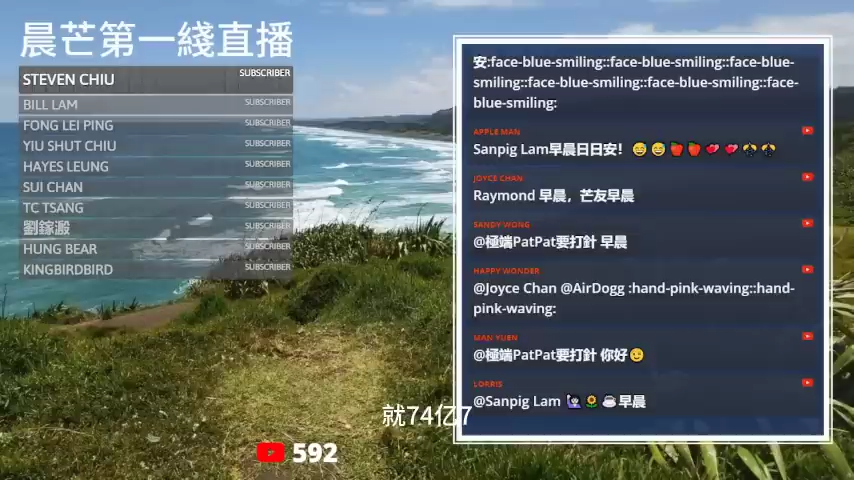 晨芒第一綫直播
STEVEN CHIU SUBSCRIBER
BILL LAM SUBSCRIBER
FONG LEI PING SUBSCRIBER
YIU SHUT CHIU SUBSCRIBER
HAYES LEUNG SUBSCRIBER
SUI CHAN SUBSCRIBER
TC TSANG SUBSCRIBER
劉鎵澱 SUBSCRIBER
HUNG BEAR SUBSCRIBER
KINGBIRDBIRD SUBSCRIBER
安:face-blue-smiling::face-blue-smiling::face-blue-
smiling::face-blue-smiling::face-blue-smiling::face-
blue-smiling:
APPLE MAN
Sanpig Lam早晨日日安! 😄😅🍎🍎💕💕🎊🎊
JOYCE CHAN
Raymond 早晨，芒友早晨
SANDY WONG
@極端PatPat要打針 早晨
HAPPY WONDER
@Joyce Chan @AirDogg :hand-pink-waving::hand-
pink-waving:
MAN YUEN
@極端PatPat要打針 你好😉
LORRIS
@Sanpig Lam 🙋🌻☕早晨
就74亿7
592